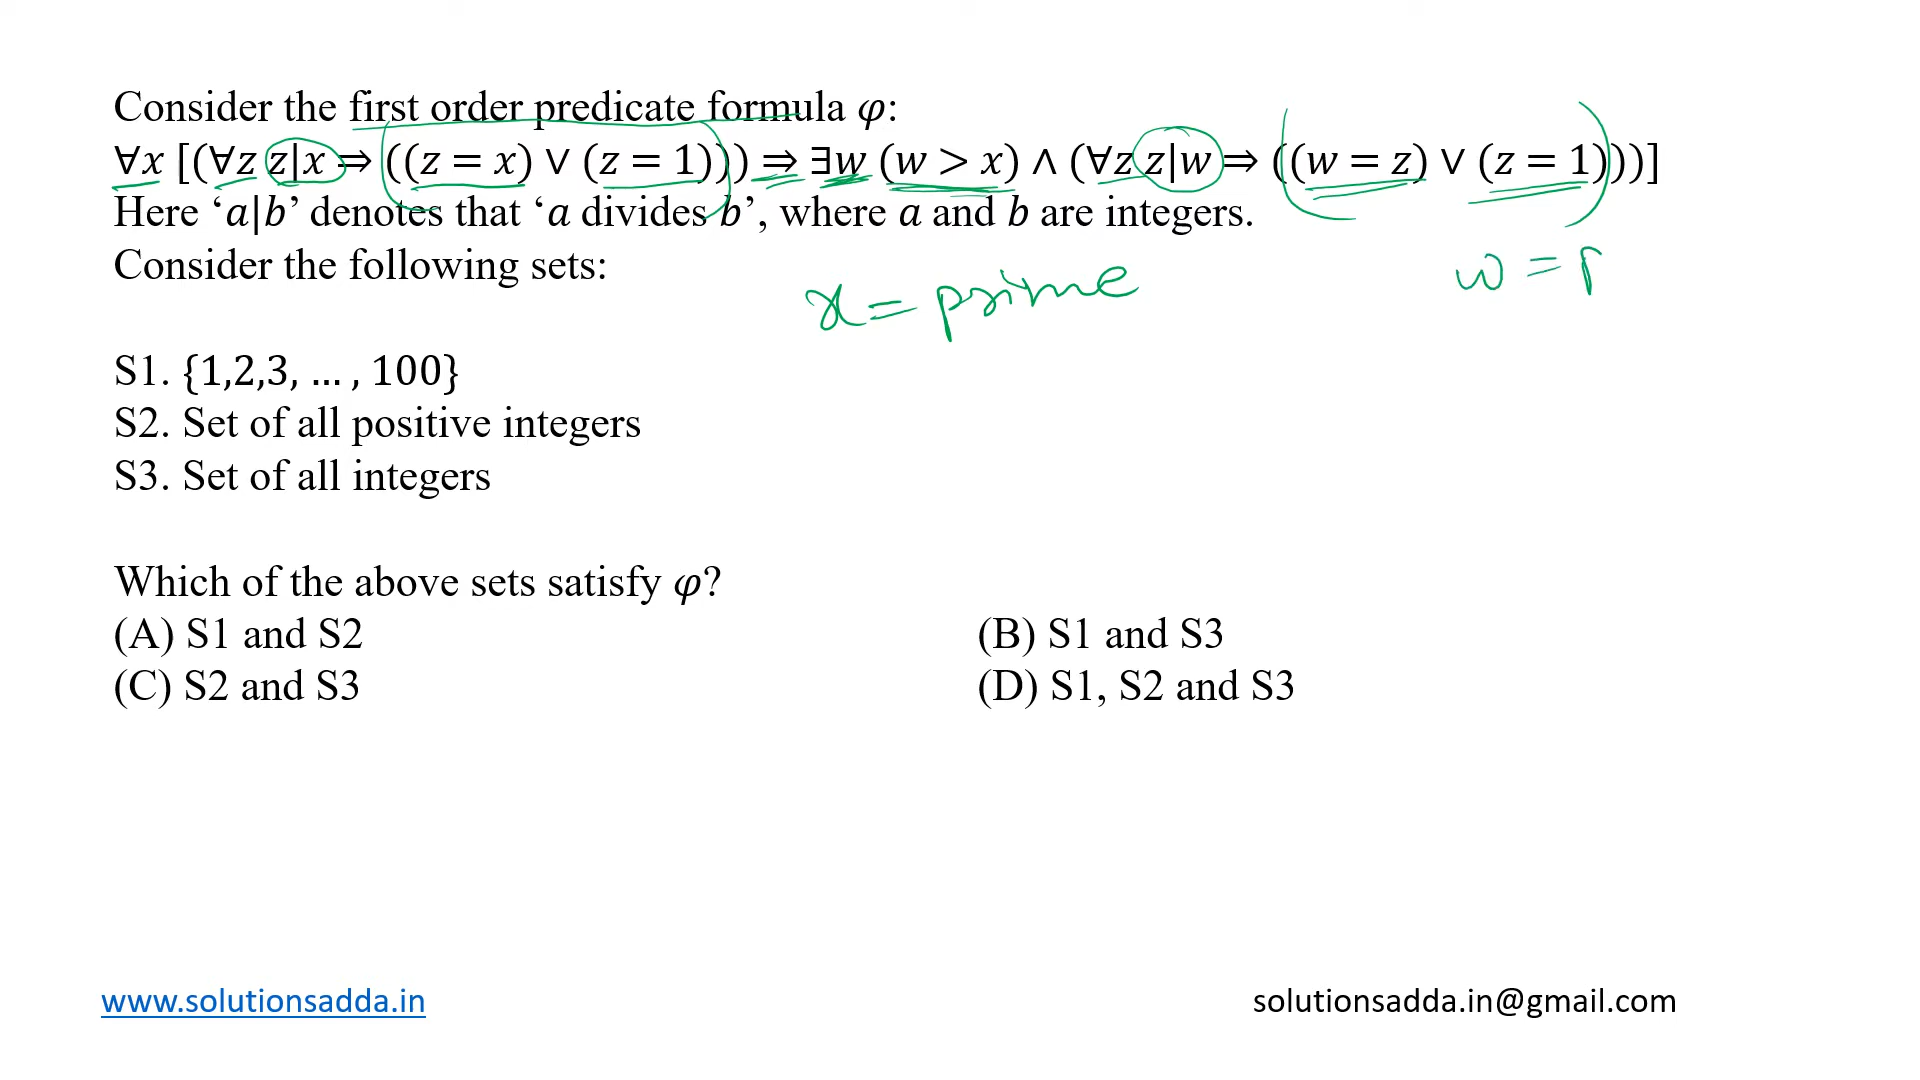 Consider the first order predicate formula φ:
∀x [(∀z z|x ⇒ ((z = x) ∨ (z = 1))) ⇒ ∃w (w > x) ∧ (∀z z|w ⇒ ((w = z) ∨ (z = 1)))]
Here ‘a|b’ denotes that ‘a divides b’, where a and b are integers.
Consider the following sets:
x = prime
w = p
S1. {1,2,3, … , 100}
S2. Set of all positive integers
S3. Set of all integers
Which of the above sets satisfy φ?
(A) S1 and S2
(B) S1 and S3
(C) S2 and S3
(D) S1, S2 and S3
www.solutionsadda.in
solutionsadda.in@gmail.com